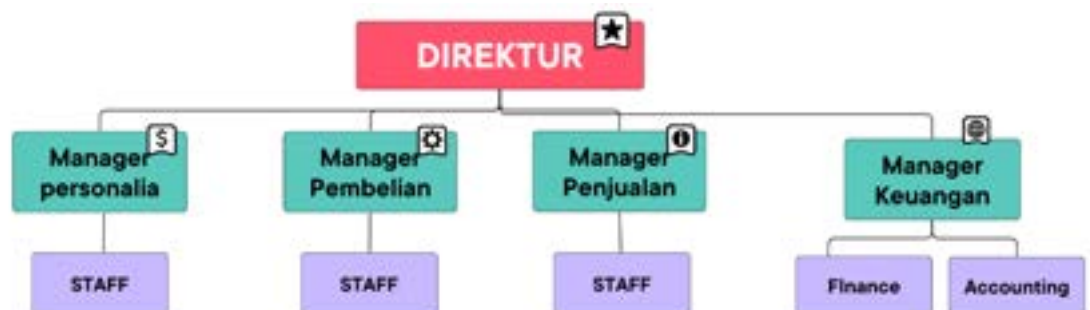 DIREKTUR
$
Manager
personalia
Manager
Pembelian
Manager
Penjualan
Manager
Keuangan
STAFF
STAFF
STAFF
FInance
Accounting